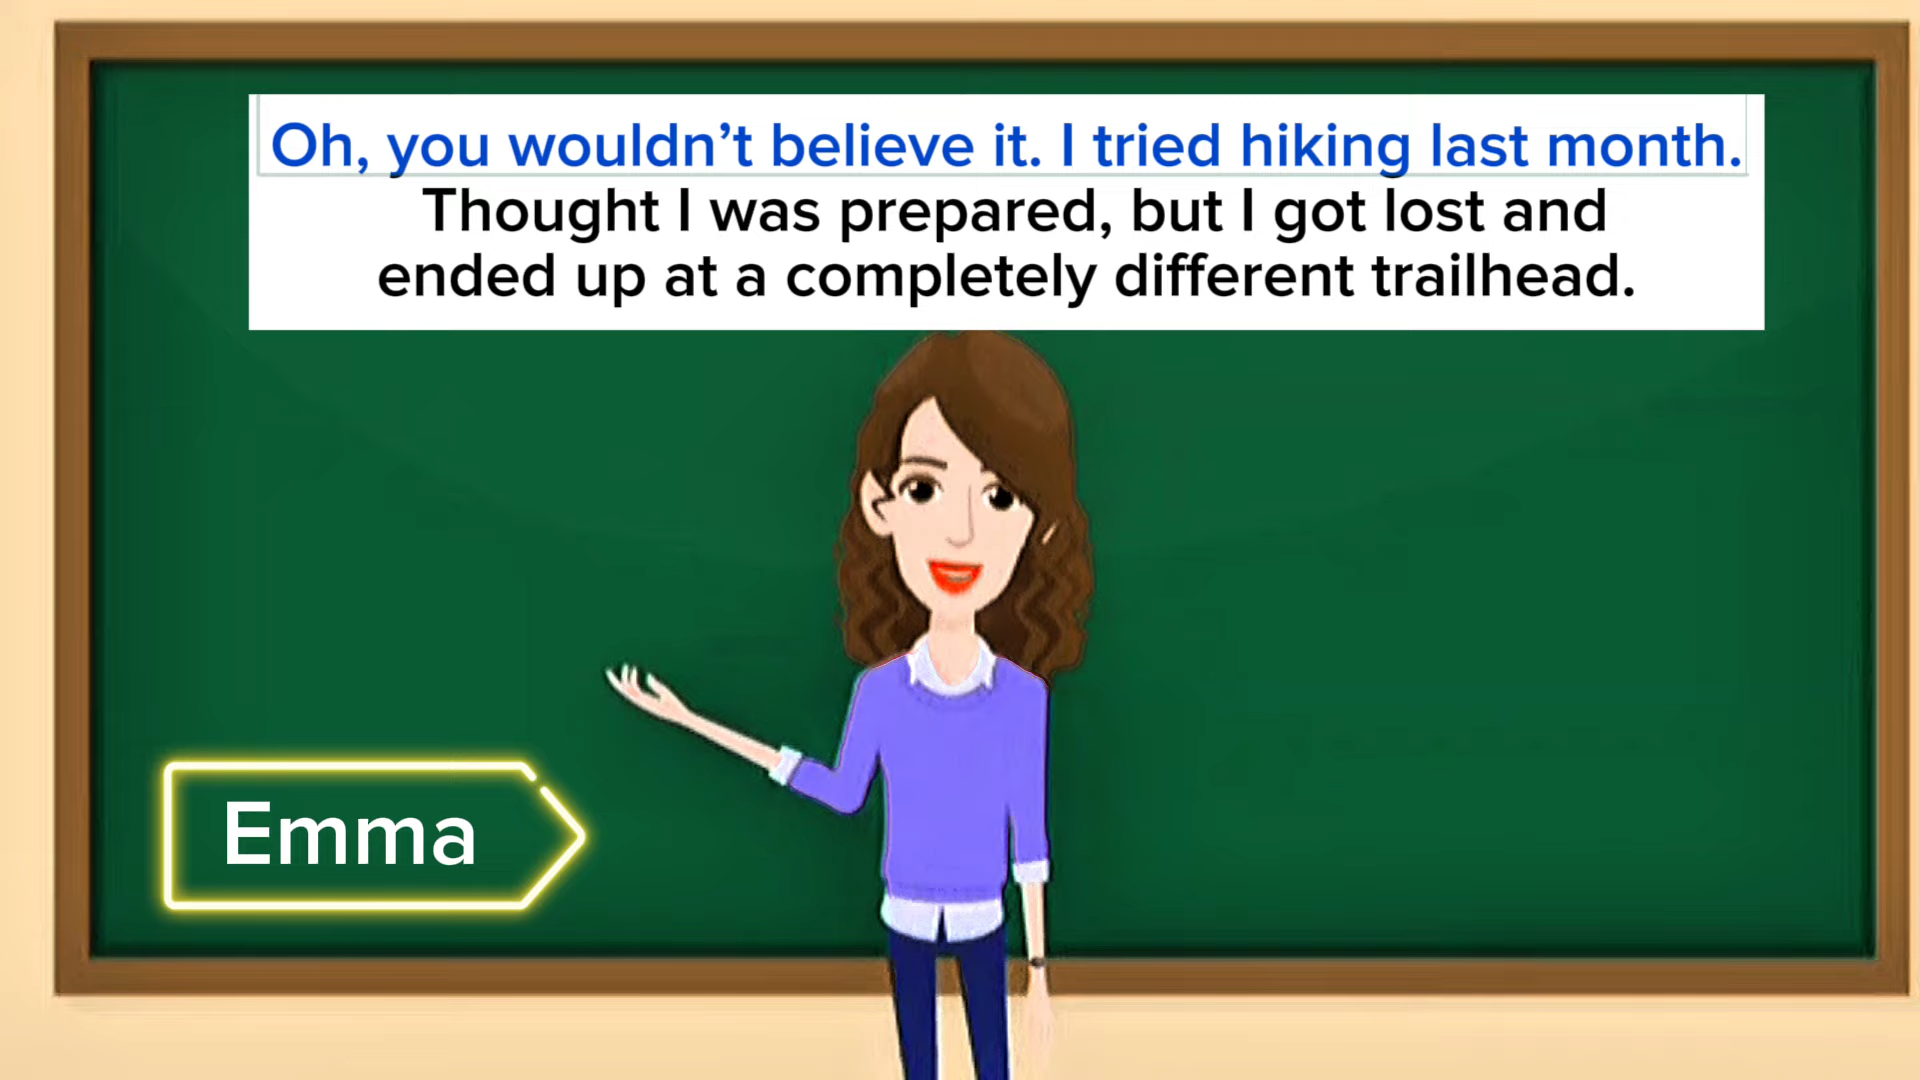 Oh, you wouldn’t believe it. I tried hiking last month.
Thought I was prepared, but I got lost and
ended up at a completely different trailhead.
Emma